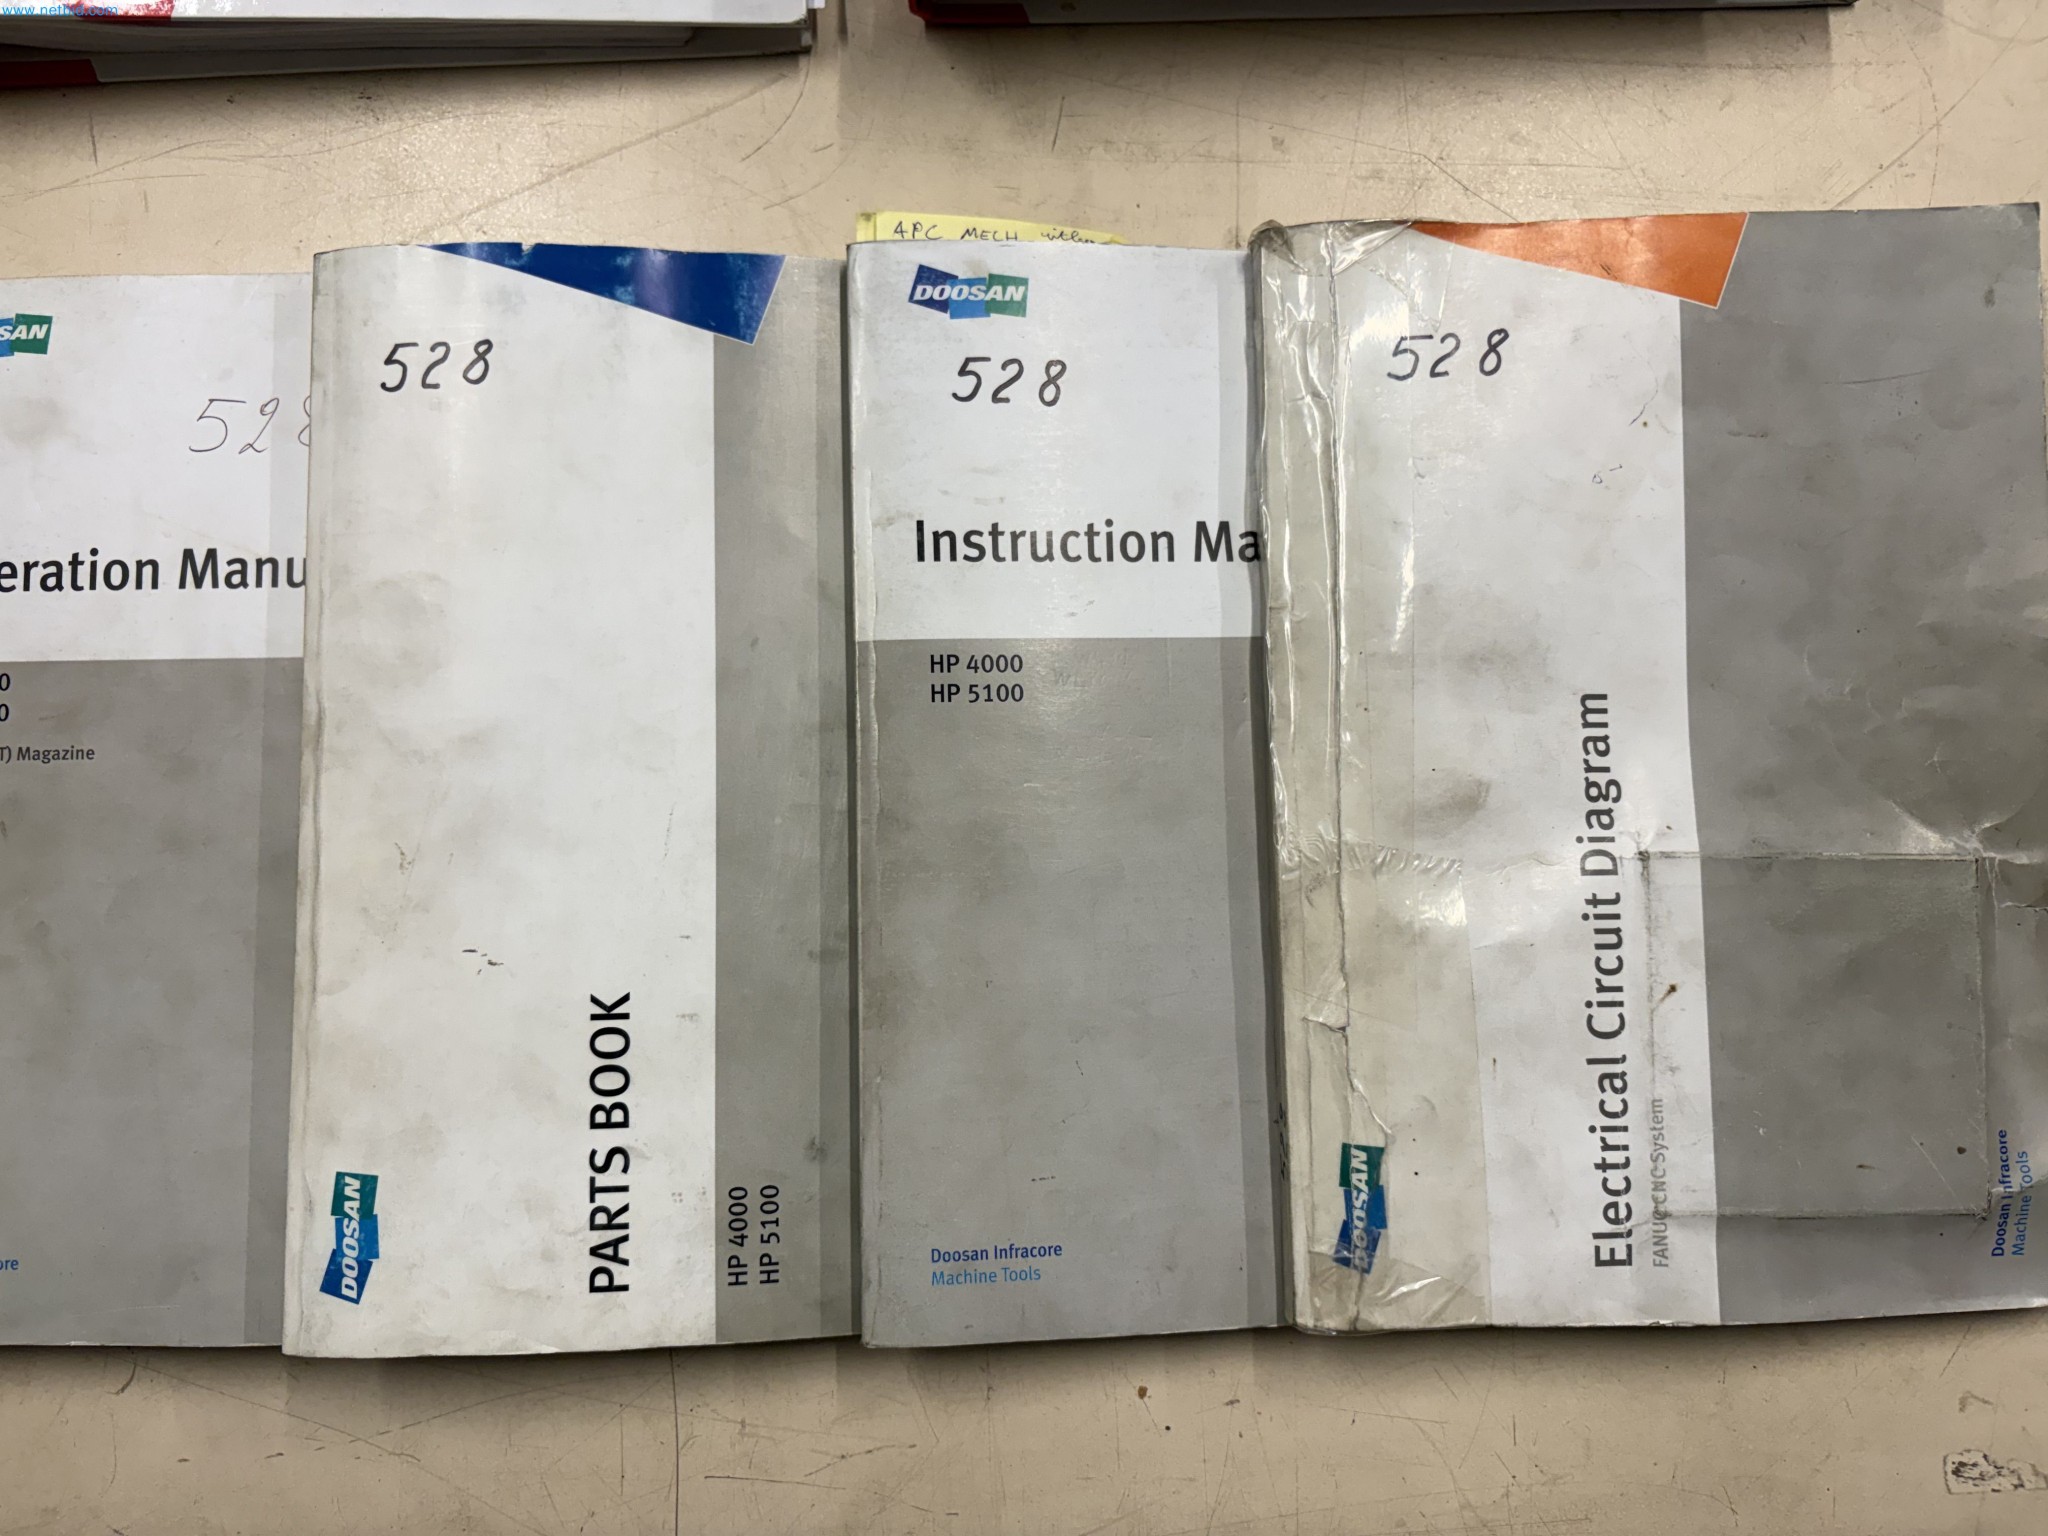 www.net
.com
SAN
528
eration Manu
0
0
T) Magazine
ore
528
PARTS BOOK
HP 4000
HP 5100
DOOSAN
APC MECH
DOOSAN
528
Instruction Ma
HP 4000
HP 5100
Doosan Infracore
Machine Tools
528
Electrical Circuit Diagram
FANUC CNC System
DOOSAN
Doosan Infracore
Machine Tools